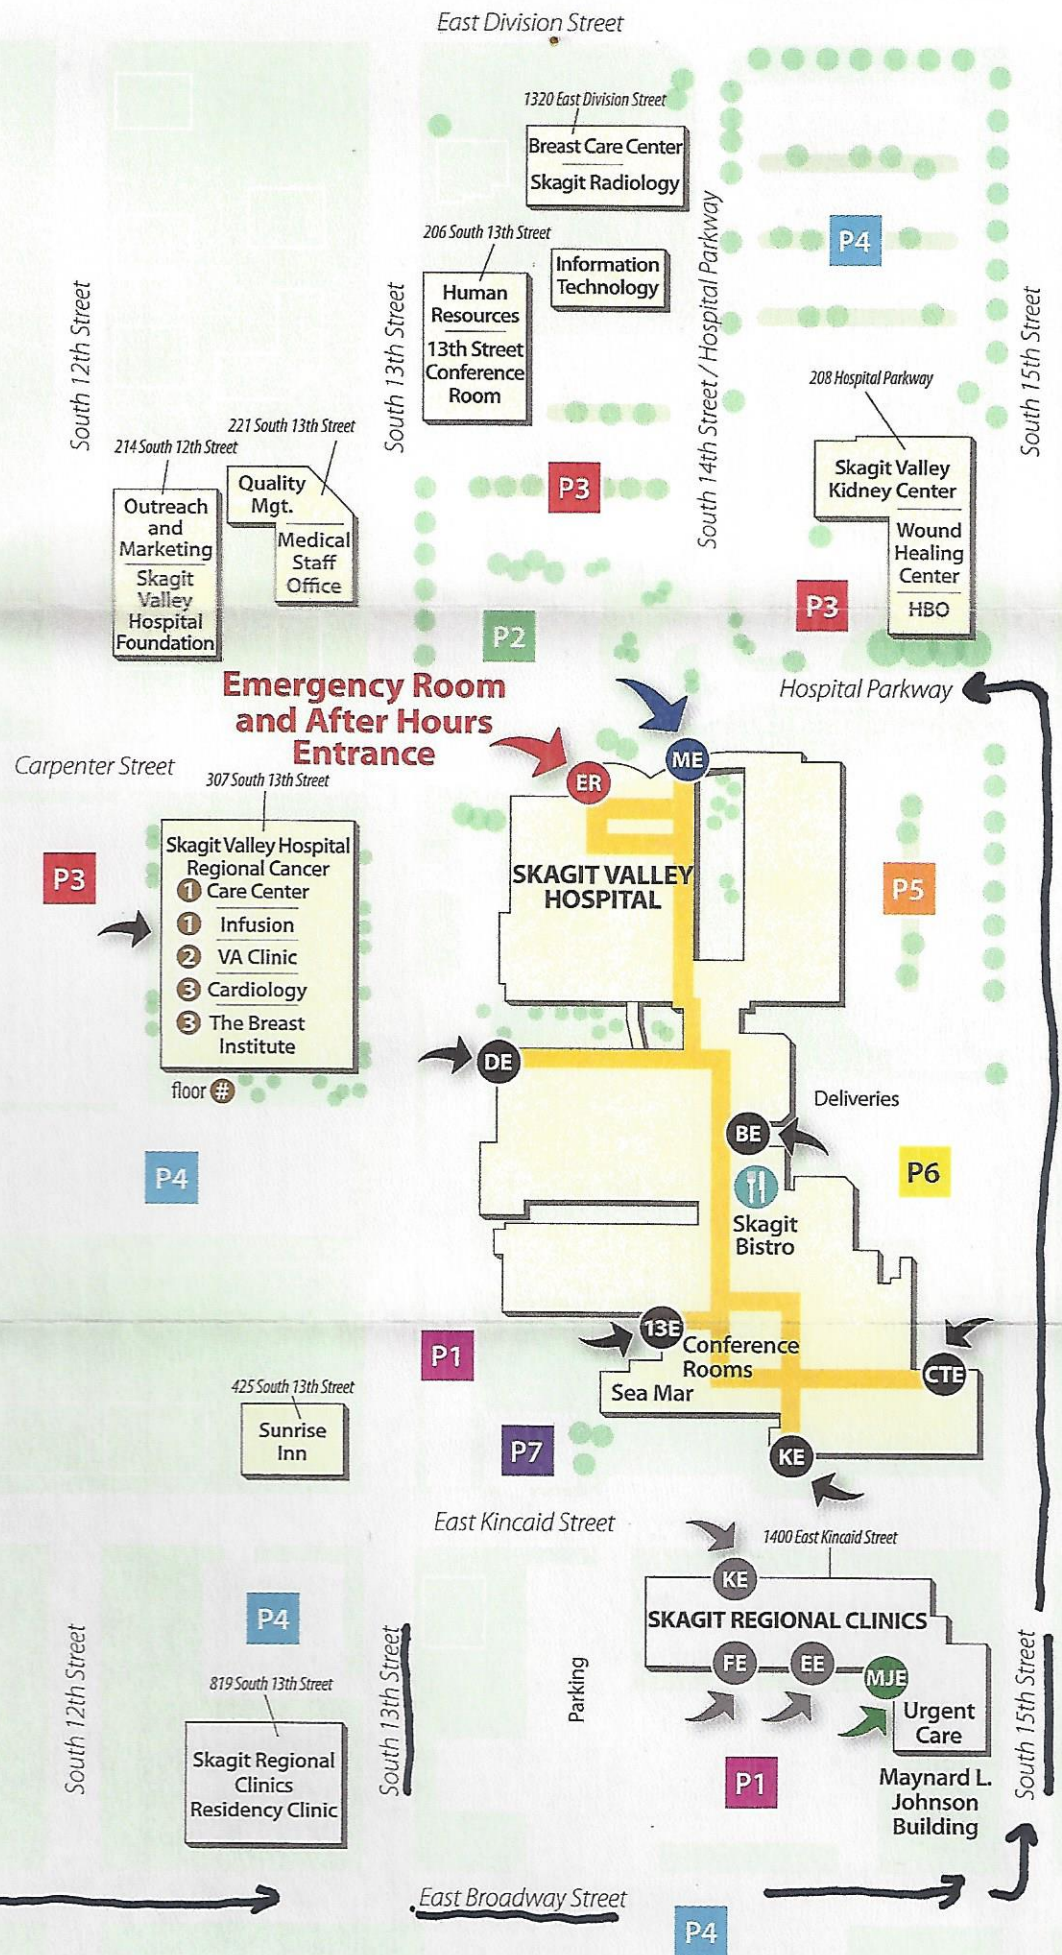 East Division Street
1320 East Division Street
Breast Care Center
Skagit Radiology
206 South 13th Street
Information
Technology
Human
Resources
13th Street
Conference
Room
P4
South 12th Street
South 13th Street
South 14th Street / Hospital Parkway
South 15th Street
208 Hospital Parkway
Skagit Valley
Kidney Center
Wound
Healing
Center
HBO
221 South 13th Street
214 South 12th Street
Quality
Mgt.
Medical
Staff
Office
Outreach
and
Marketing
Skagit
Valley
Hospital
Foundation
P3
P3
P2
Hospital Parkway
Emergency Room
and After Hours
Entrance
ME
ER
Carpenter Street
307 South 13th Street
Skagit Valley Hospital
Regional Cancer
1 Care Center
1 Infusion
2 VA Clinic
3 Cardiology
3 The Breast
Institute
floor #
P3
SKAGIT VALLEY
HOSPITAL
P5
DE
Deliveries
BE
P6
P4
Skagit
Bistro
13E
Conference
Rooms
CTE
Sea Mar
P1
425 South 13th Street
Sunrise
Inn
P7
KE
East Kincaid Street
1400 East Kincaid Street
KE
SKAGIT REGIONAL CLINICS
FE
EE
MJE
Urgent
Care
Maynard L.
Johnson
Building
P4
South 12th Street
South 13th Street
Parking
South 15th Street
819 South 13th Street
Skagit Regional
Clinics
Residency Clinic
P1
East Broadway Street
P4